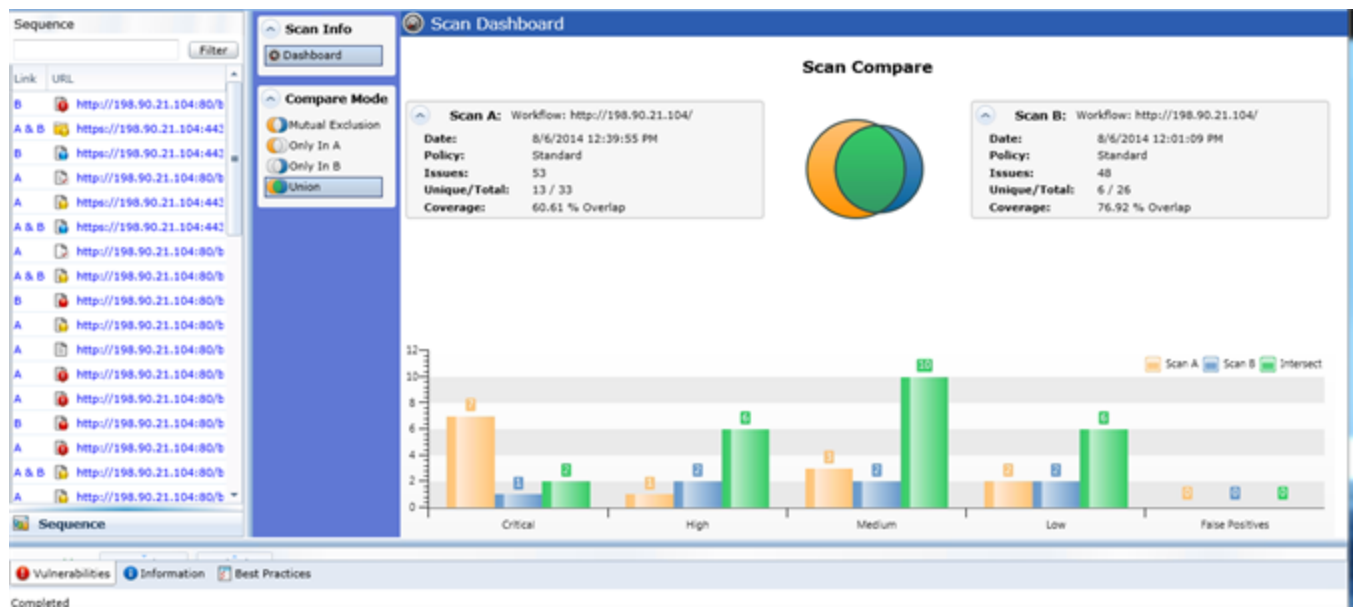 Sequence
Filter
Link URL
B http://198.90.21.104:80/b
A & B https://198.90.21.104:443
B https://198.90.21.104:443
A http://198.90.21.104:80/b
A https://198.90.21.104:443
A & B https://198.90.21.104:443
A http://198.90.21.104:80/b
A & B http://198.90.21.104:80/b
B http://198.90.21.104:80/b
A http://198.90.21.104:80/b
A http://198.90.21.104:80/b
A http://198.90.21.104:80/b
A http://198.90.21.104:80/b
B http://198.90.21.104:80/b
A http://198.90.21.104:80/b
A & B http://198.90.21.104:80/b
A http://198.90.21.104:80/b
Sequence
Scan Info
Dashboard
Compare Mode
Mutual Exclusion
Only In A
Only In B
Union
Scan Dashboard
Scan Compare
Scan A: Workflow: http://198.90.21.104/
Date: 8/6/2014 12:39:55 PM
Policy: Standard
Issues: 53
Unique/Total: 13 / 33
Coverage: 60.61 % Overlap
Scan B: Workflow: http://198.90.21.104/
Date: 8/6/2014 12:01:09 PM
Policy: Standard
Issues: 48
Unique/Total: 6 / 26
Coverage: 76.92 % Overlap
Scan A Scan B Intersect
12
10
8
6
4
2
0
7 1 2
1 2 6
3 2 10
2 2 6
0 0 0
Critical High Medium Low False Positives
Vulnerabilities Information Best Practices
Completed